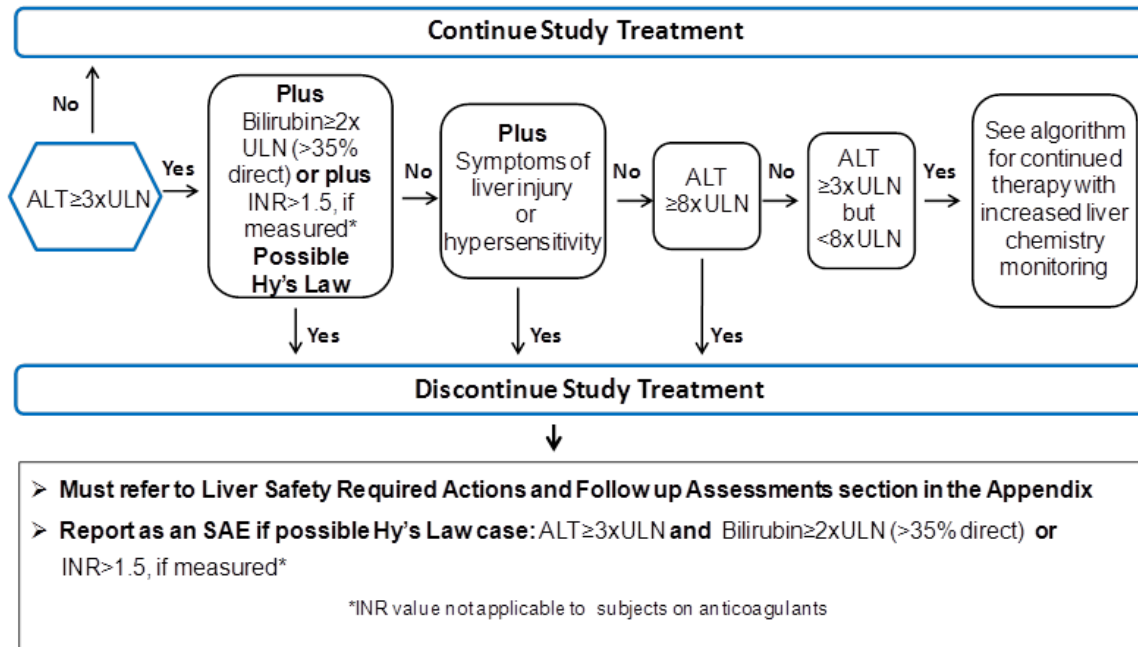 Continue Study Treatment
No
ALT≥3xULN
Yes
Plus
Bilirubin≥2x
ULN (>35%
direct) or plus
INR>1.5, if
measured*
Possible
Hy's Law
No
Yes
Plus
Symptoms of
liver injury
or
hypersensitivity
No
Yes
ALT
≥8xULN
No
Yes
ALT
≥3xULN
but
<8xULN
Yes
See algorithm
for continued
therapy with
increased liver
chemistry
monitoring
Discontinue Study Treatment
➢ Must refer to Liver Safety Required Actions and Follow up Assessments section in the Appendix
➢ Report as an SAE if possible Hy's Law case: ALT≥3xULN and Bilirubin≥2xULN (>35% direct) or
INR>1.5, if measured*
*INR value not applicable to subjects on anticoagulants